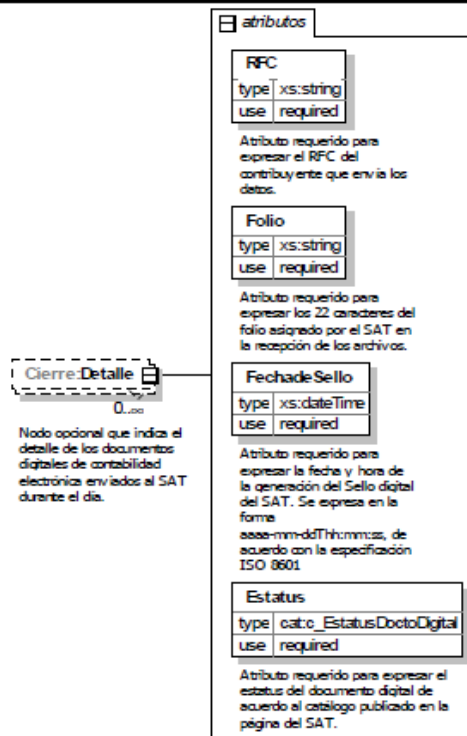 atributos
RFC
type xs:string
use required
Atributo requerido para
expresar el RFC del
contribuyente que envia los
datos.
Folio
type xs:string
use required
Atributo requerido para
expresar los 22 caracteres del
folio asignado por el SAT en
la recepción de los archivos.
Cierre:Detalle
0..∞
Nodo opcional que indica el
detalle de los documentos
digitales de contabilidad
electrónica enviados al SAT
durante el día.
FechadeSello
type xs:dateTime
use required
Atributo requerido para
expresar la fecha y hora de
la generación del Sello digital
del SAT. Se expresa en la
forma
aaaa-mm-ddThh:mm:ss, de
acuerdo con la especificación
ISO 8601
Estatus
type cat:c_EstatusDoctoDigital
use required
Atributo requerido para expresar el
estatus del documento digital de
acuerdo al catálogo publicado en la
página del SAT.